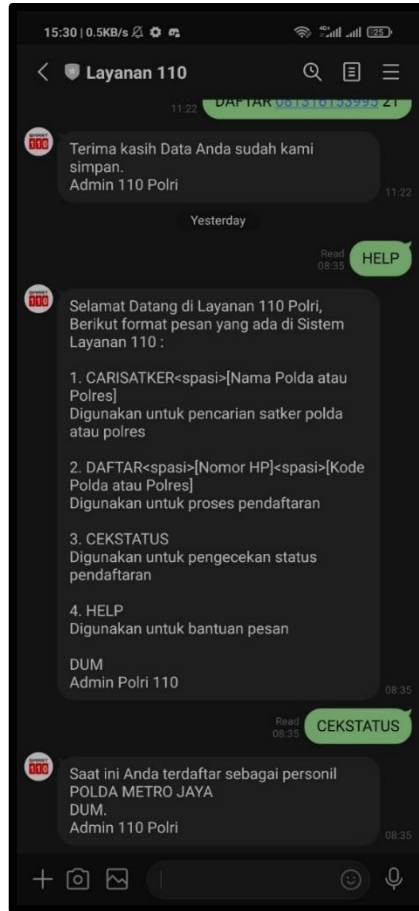 15:30 | 0.5KB/s
25
Layanan 110
DAFTAR 081316153995 21
11:22
Terima kasih Data Anda sudah kami
simpan.
Admin 110 Polri
11:22
Yesterday
Read
08:35
HELP
110
Selamat Datang di Layanan 110 Polri,
Berikut format pesan yang ada di Sistem
Layanan 110 :
1. CARISATKER<spasi>[Nama Polda atau
Polres]
Digunakan untuk pencarian satker polda
atau polres
2. DAFTAR<spasi>[Nomor HP]<spasi>[Kode
Polda atau Polres]
Digunakan untuk proses pendaftaran
3. CEKSTATUS
Digunakan untuk pengecekan status
pendaftaran
4. HELP
Digunakan untuk bantuan pesan
DUM
Admin Polri 110
08:35
Read
08:35
CEKSTATUS
110
Saat ini Anda terdaftar sebagai personil
POLDA METRO JAYA
DUM.
Admin 110 Polri
08:35